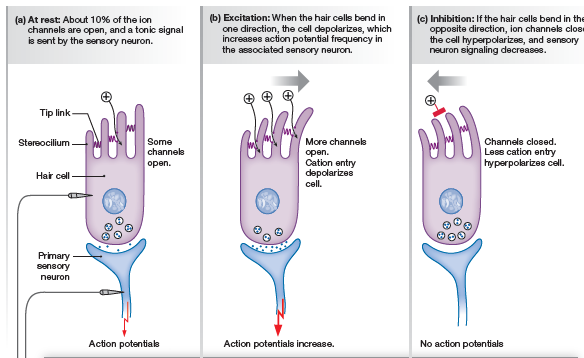 (a) At rest: About 10% of the ion
channels are open, and a tonic signal
is sent by the sensory neuron.
Tip link
Stereocilium
Some
channels
open.
Hair cell
Primary
sensory
neuron
Action potentials
(b) Excitation: When the hair cells bend in
one direction, the cell depolarizes, which
increases action potential frequency in
the associated sensory neuron.
More channels
open.
Cation entry
depolarizes
cell.
Action potentials increase.
(c) Inhibition: If the hair cells bend in the
opposite direction, ion channels close
the cell hyperpolarizes, and sensory
neuron signaling decreases.
Channels closed.
Less cation entry
hyperpolarizes cell.
No action potentials